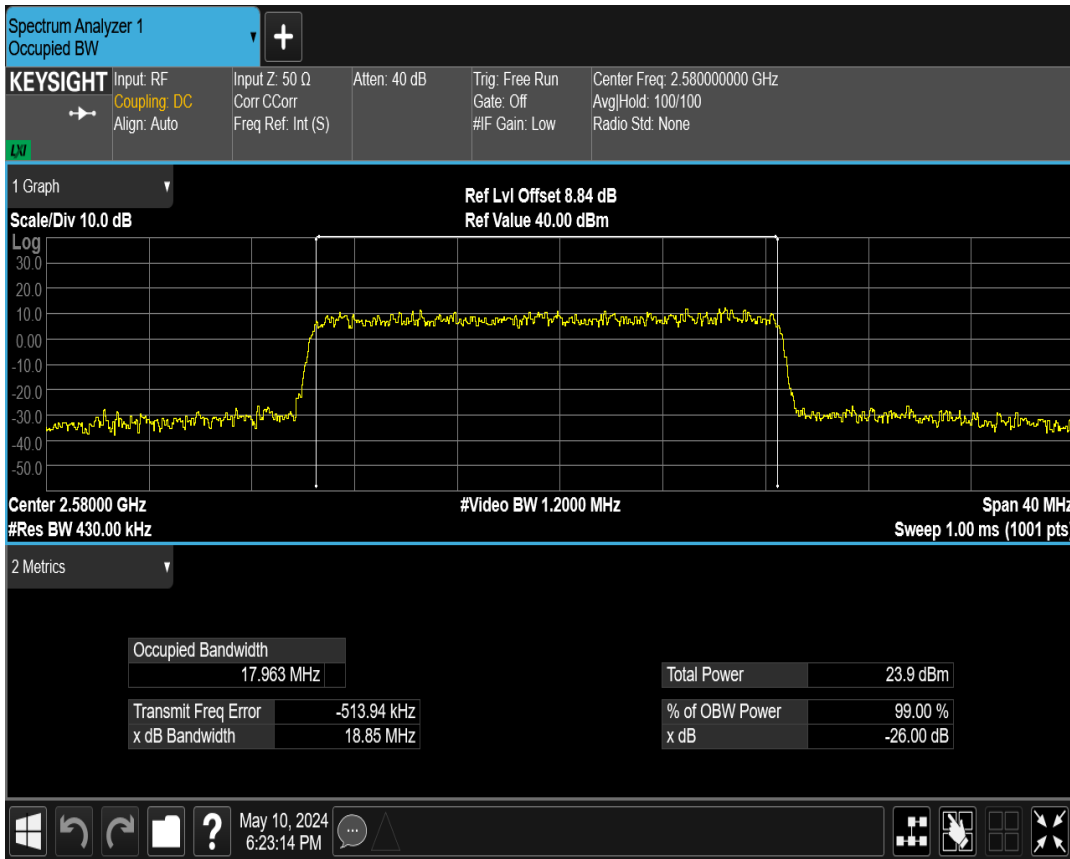 Spectrum Analyzer 1
Occupied BW
+
KEYSIGHT
Input: RF
Coupling: DC
Align: Auto
Input Z: 50 Ω
Corr CCorr
Freq Ref: Int (S)
Atten: 40 dB
Trig: Free Run
Gate: Off
#IF Gain: Low
Center Freq: 2.580000000 GHz
Avg|Hold: 100/100
Radio Std: None
LXI
1 Graph
Scale/Div 10.0 dB
Ref Lvl Offset 8.84 dB
Ref Value 40.00 dBm
Log
30.0
20.0
10.0
0.00
-10.0
-20.0
-30.0
-40.0
-50.0
Center 2.58000 GHz
#Video BW 1.2000 MHz
Span 40 MHz
#Res BW 430.00 kHz
Sweep 1.00 ms (1001 pts)
2 Metrics
Occupied Bandwidth
17.963 MHz
Total Power 23.9 dBm
Transmit Freq Error -513.94 kHz
% of OBW Power 99.00 %
x dB Bandwidth 18.85 MHz
x dB -26.00 dB
?
May 10, 2024
6:23:14 PM